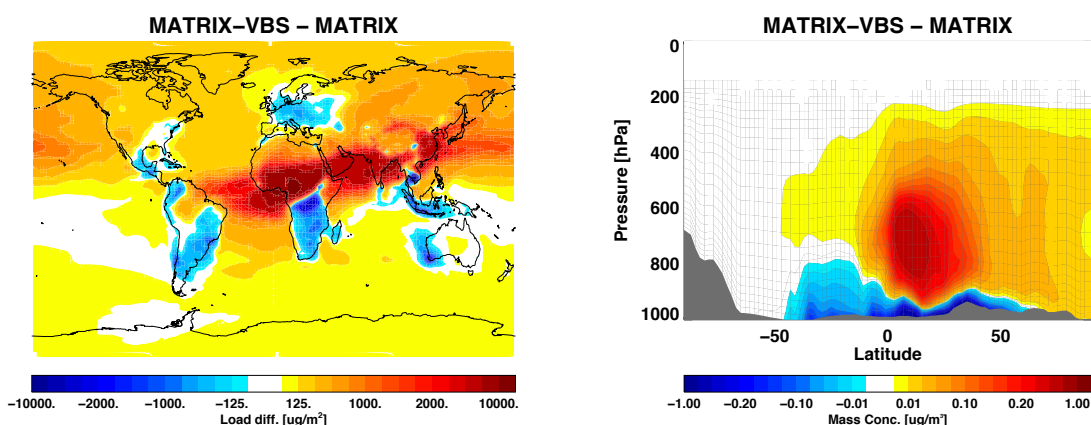 MATRIX−VBS − MATRIX
−10000. −2000. −1000. −125. 125. 1000. 2000. 10000.
Load diff. [ug/m²]
MATRIX−VBS − MATRIX
Pressure [hPa]
0
200
400
600
800
1000
−50 0 50
Latitude
−1.00 −0.20 −0.10 −0.01 0.01 0.10 0.20 1.00
Mass Conc. [ug/m³]